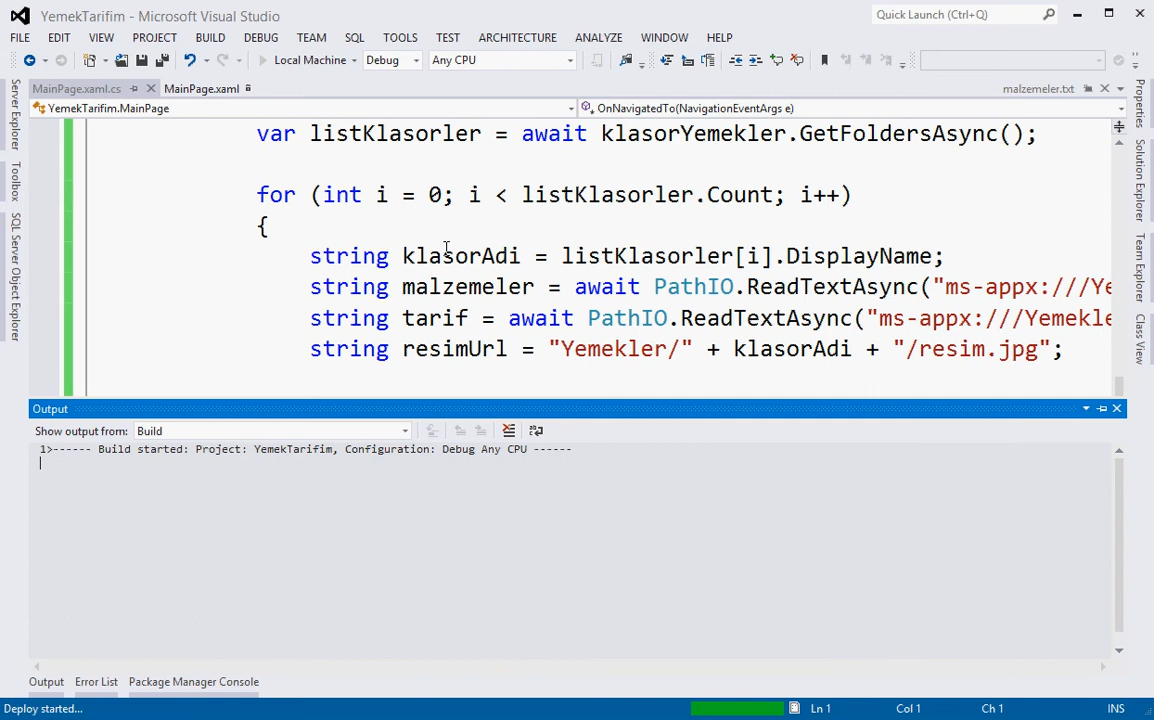 YemekTarifim - Microsoft Visual Studio
Quick Launch (Ctrl+Q)
FILE EDIT VIEW PROJECT BUILD DEBUG TEAM SQL TOOLS TEST ARCHITECTURE ANALYZE WINDOW HELP
Local Machine Debug Any CPU
MainPage.xaml.cs MainPage.xaml malzemeler.txt
YemekTarifim.MainPage OnNavigatedTo(NavigationEventArgs e)
var listKlasorler = await klasorYemekler.GetFoldersAsync();
for (int i = 0; i < listKlasorler.Count; i++)
{
string klasorAdi = listKlasorler[i].DisplayName;
string malzemeler = await PathIO.ReadTextAsync("ms-appx:///Ye
string tarif = await PathIO.ReadTextAsync("ms-appx:///Yemekle
string resimUrl = "Yemekler/" + klasorAdi + "/resim.jpg";
Server Explorer
Toolbox
SQL Server Object Explorer
Properties
Solution Explorer
Team Explorer
Class View
Output
Show output from: Build
1>------ Build started: Project: YemekTarifim, Configuration: Debug Any CPU ------
Output Error List Package Manager Console
Deploy started... Ln 1 Col 1 Ch 1 INS